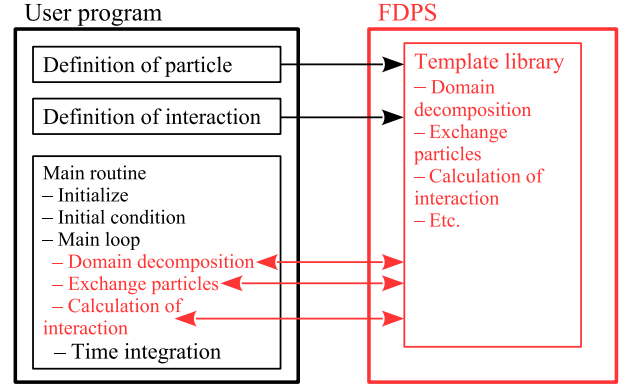 User program
Definition of particle
Definition of interaction
Main routine
– Initialize
– Initial condition
– Main loop
– Domain decomposition
– Exchange particles
– Calculation of
interaction
– Time integration
FDPS
Template library
– Domain
decomposition
– Exchange
particles
– Calculation of
interaction
– Etc.